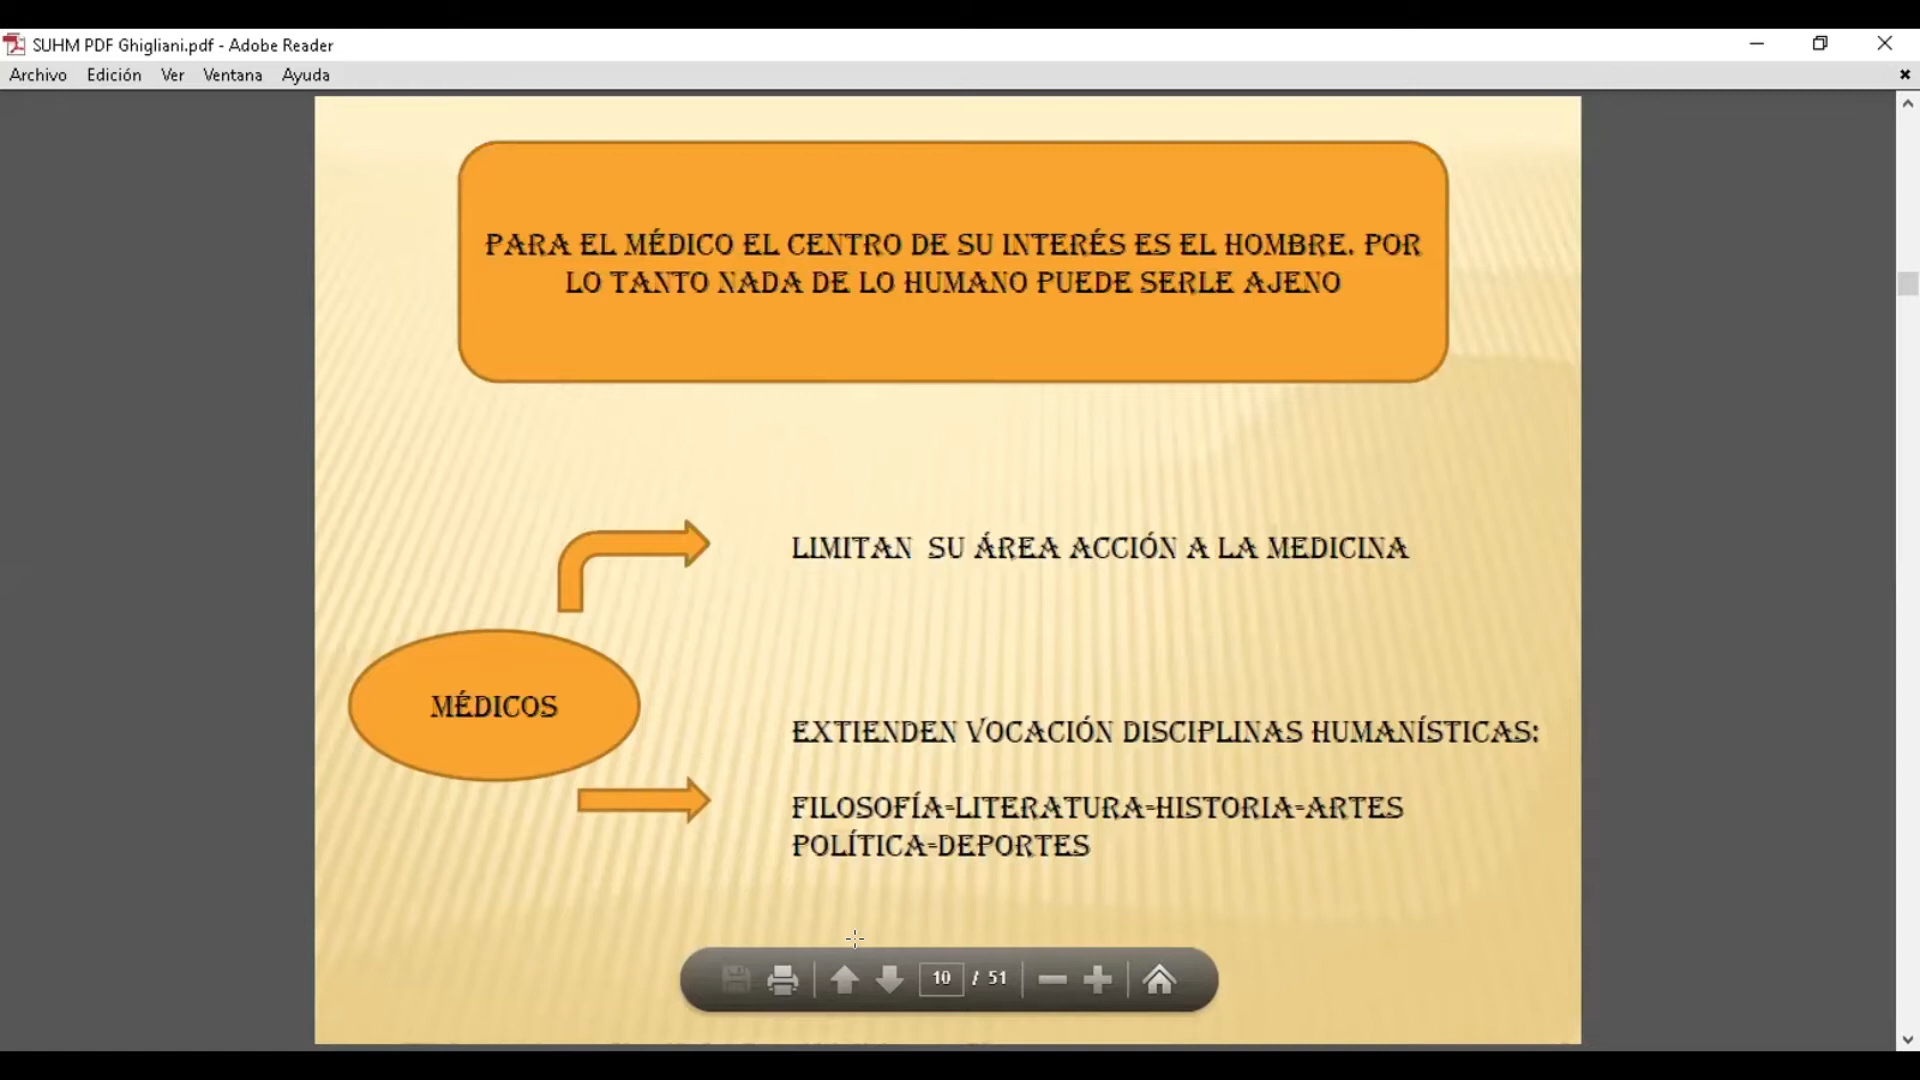 SUHM PDF Ghigliani.pdf - Adobe Reader
Archivo Edición Ver Ventana Ayuda
PARA EL MÉDICO EL CENTRO DE SU INTERÉS ES EL HOMBRE. POR
LO TANTO NADA DE LO HUMANO PUEDE SERLE AJENO
LIMITAN SU ÁREA ACCIÓN A LA MEDICINA
MÉDICOS
EXTIENDEN VOCACIÓN DISCIPLINAS HUMANÍSTICAS:
FILOSOFÍA-LITERATURA-HISTORIA-ARTES
POLÍTICA-DEPORTES
10 / 51